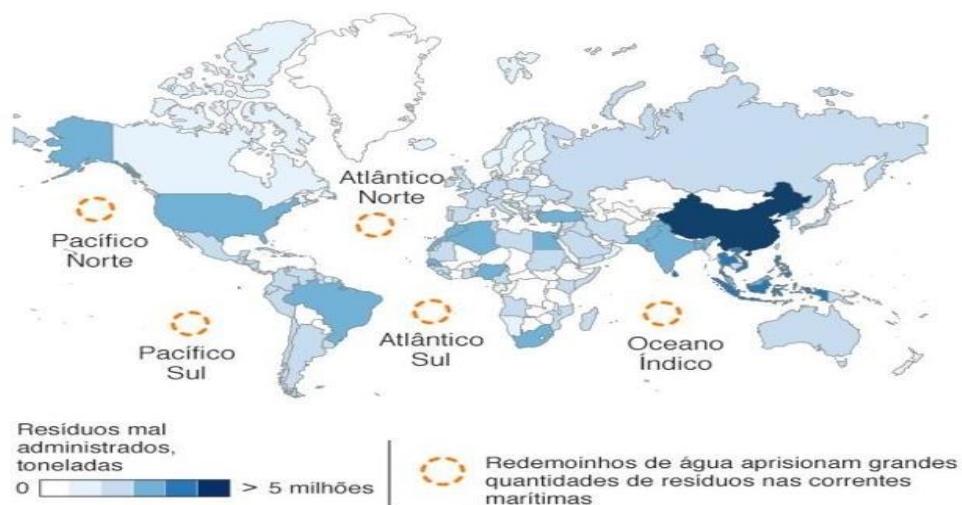 Atlântico
Norte
Pacífico
Norte
Pacífico
Sul
Atlântico
Sul
Oceano
Índico
Resíduos mal
administrados,
toneladas
0 > 5 milhões
Redemoinhos de água aprisionam grandes
quantidades de resíduos nas correntes
marítimas